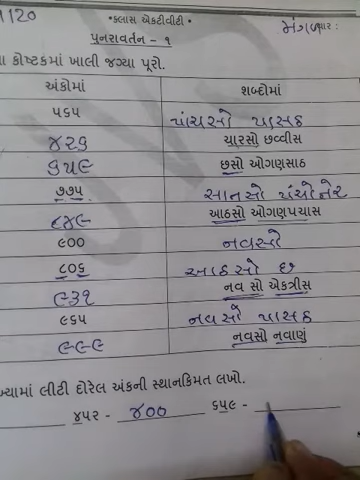 1120
• ક્લાસ એક્ટીવીટી •
મંગળવાર:
પુનરાવર્તન - ૧
કોષ્ટકમાં ખાલી જગ્યા પૂરો.
અંકોમાં શબ્દોમાં
૫૬૫ પાંચસો પાસઠ
૪૨૬ ચારસો છવ્વીસ
૬૫૯ છસો ઓગણસાઠ
૭૭૫ સાતસો પંચોતેર
૮૪૯ આઠસો ઓગણપચાસ
૯૦૦ નવસો
૮૦૬ આઠસો છ
૯૩૧ નવ સો એકત્રીસ
૯૬૫ નવસો પાસઠ
૯૯૯ નવસો નવાણું
લીટી દોરેલ અંકની સ્થાનકિંમત લખો.
૪૫૨ - ૪૦૦ ૬૫૯ -